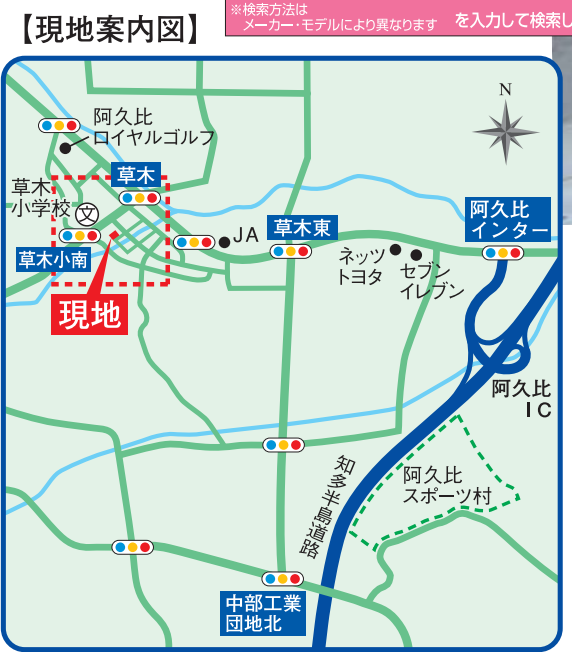 ※検索方法は
メーカー・モデルにより異なります
を入力して検索し
【現地案内図】
N
阿久比
ロイヤルゴルフ
草木
小学校
文
草木
草木小南
現地
JA
草木東
ネッツ
トヨタ
セブン
イレブン
阿久比
インター
阿久比
IC
知多半島道路
阿久比
スポーツ村
中部工業
団地北